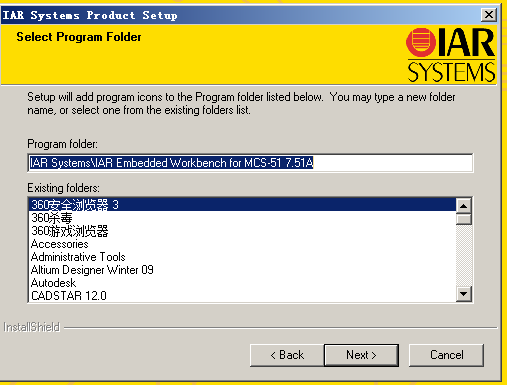 IAR Systems Product Setup
Select Program Folder
IAR
SYSTEMS
Setup will add program icons to the Program folder listed below. You may type a new folder
name, or select one from the existing folders list.
Program folder:
IAR Systems\IAR Embedded Workbench for MCS-51 7.51A
Existing folders:
360安全浏览器 3
360杀毒
360游戏浏览器
Accessories
Administrative Tools
Altium Designer Winter 09
Autodesk
CADSTAR 12.0
InstallShield
< Back
Next >
Cancel